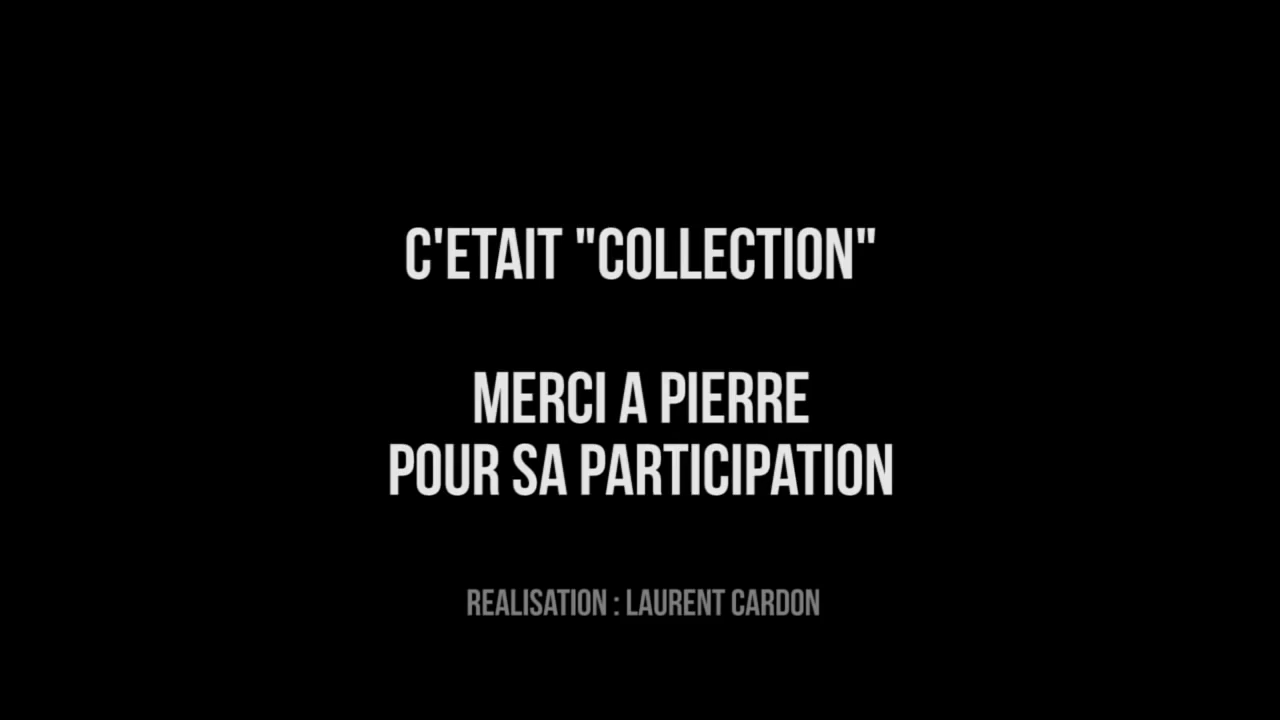 C'ETAIT "COLLECTION"
MERCI A PIERRE
POUR SA PARTICIPATION
REALISATION : LAURENT CARDON